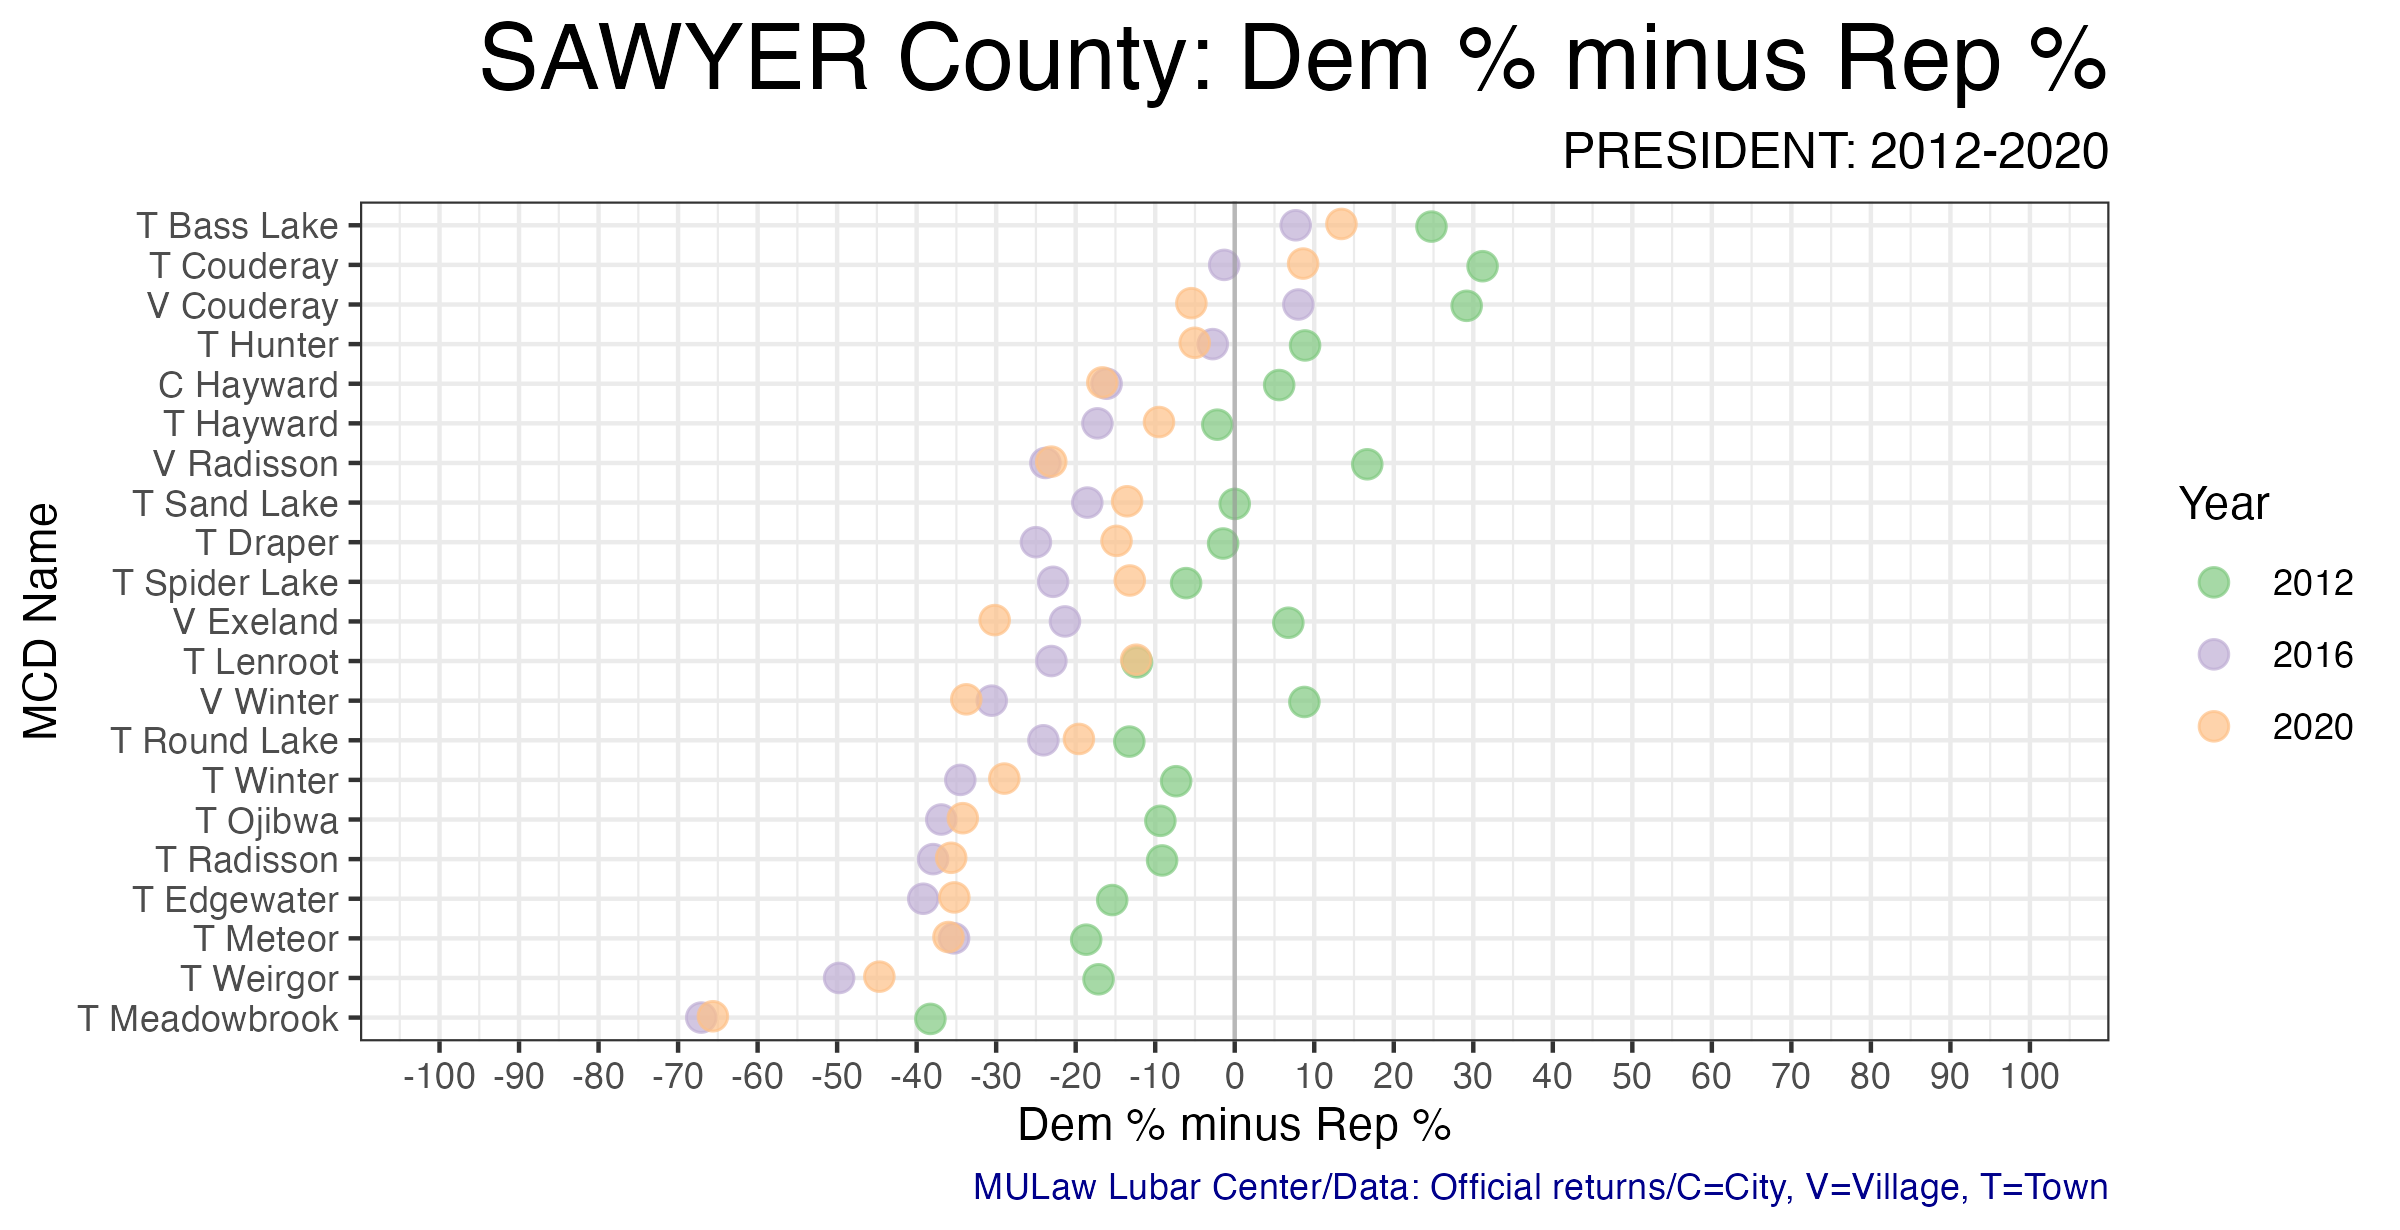 SAWYER County: Dem % minus Rep %
PRESIDENT: 2012-2020
MCD Name
T Bass Lake
T Couderay
V Couderay
T Hunter
C Hayward
T Hayward
V Radisson
T Sand Lake
T Draper
T Spider Lake
V Exeland
T Lenroot
V Winter
T Round Lake
T Winter
T Ojibwa
T Radisson
T Edgewater
T Meteor
T Weirgor
T Meadowbrook
-100 -90 -80 -70 -60 -50 -40 -30 -20 -10 0 10 20 30 40 50 60 70 80 90 100
Dem % minus Rep %
Year
2012
2016
2020
MULaw Lubar Center/Data: Official returns/C=City, V=Village, T=Town